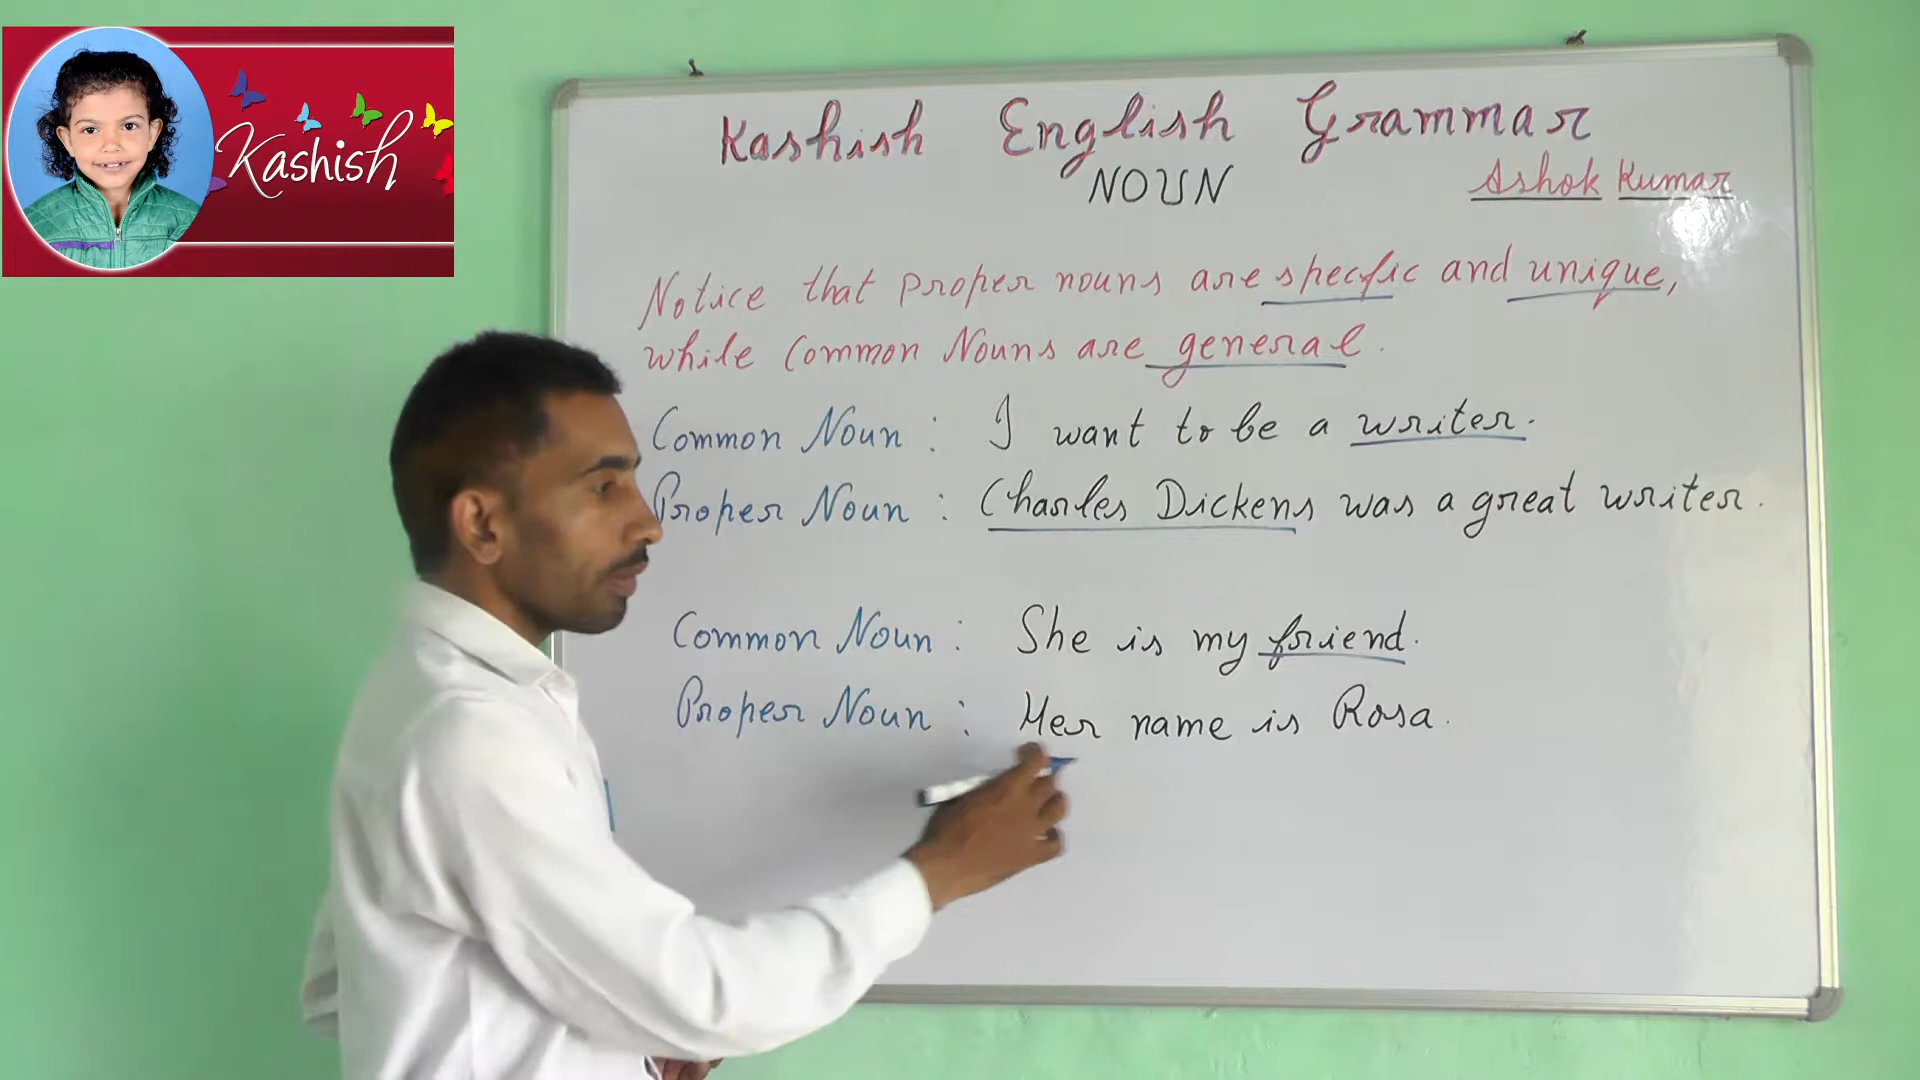 Kashish
Kashish English Grammar
NOUN
Ashok Kumar
Notice that proper nouns are specific and unique,
while Common Nouns are general.
Common Noun : I want to be a writer.
Proper Noun : Charles Dickens was a great writer.
Common Noun : She is my friend.
Proper Noun : Her name is Rosa.